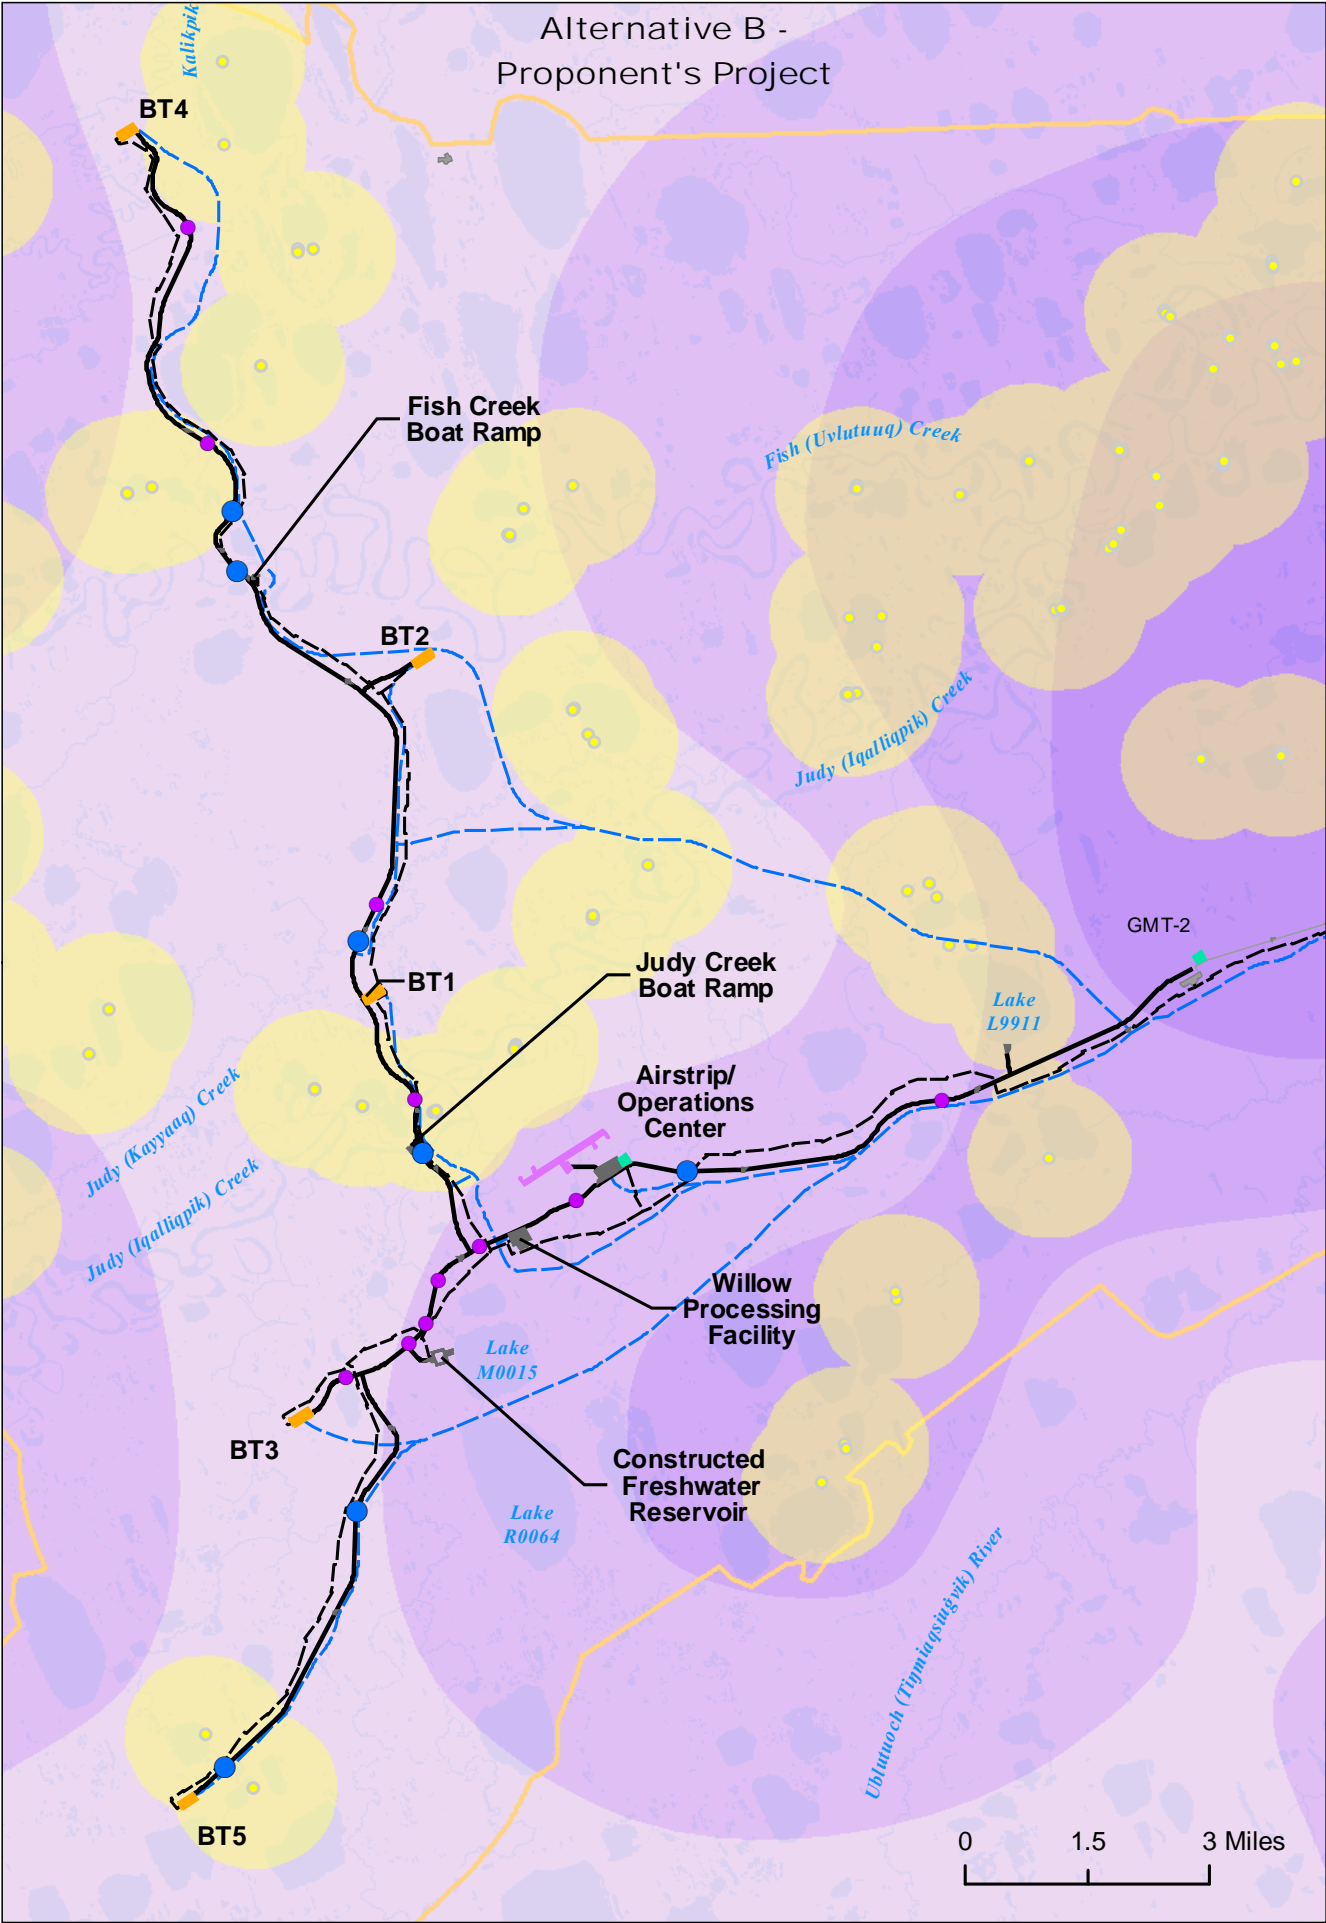 Alternative B -
Proponent's Project
Kalikpik
BT4
Fish Creek
Boat Ramp
Fish (Uvlutuuq) Creek
BT2
Judy (Iqalliqpik) Creek
GMT-2
Judy Creek
Boat Ramp
BT1
Lake
L9911
Airstrip/
Operations
Center
Judy (Kayyaaq) Creek
Judy (Iqalliqpik) Creek
Willow
Processing
Facility
Lake
M0015
BT3
Constructed
Freshwater
Reservoir
Lake
R0064
Ublutuoch (Tiŋmiaqsiuġvik) River
BT5
0 1.5 3 Miles